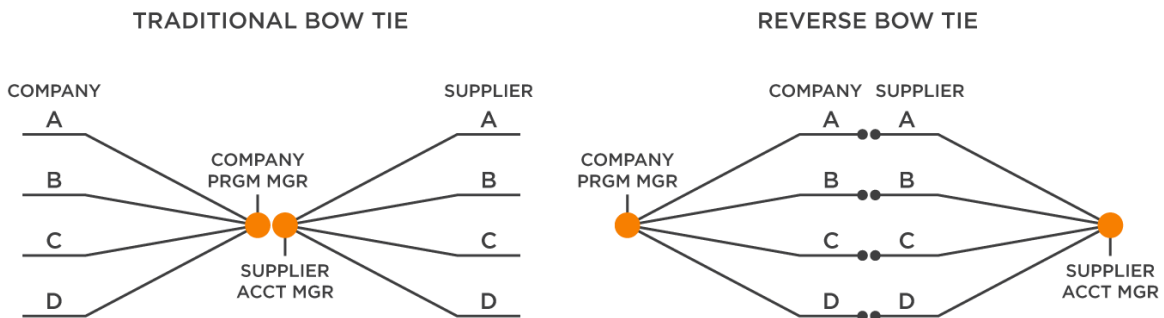 TRADITIONAL BOW TIE
COMPANY
SUPPLIER
A
A
B
COMPANY
PRGM MGR
B
C
SUPPLIER
ACCT MGR
C
D
D
REVERSE BOW TIE
COMPANY
SUPPLIER
A
A
COMPANY
PRGM MGR
B
B
C
C
SUPPLIER
ACCT MGR
D
D